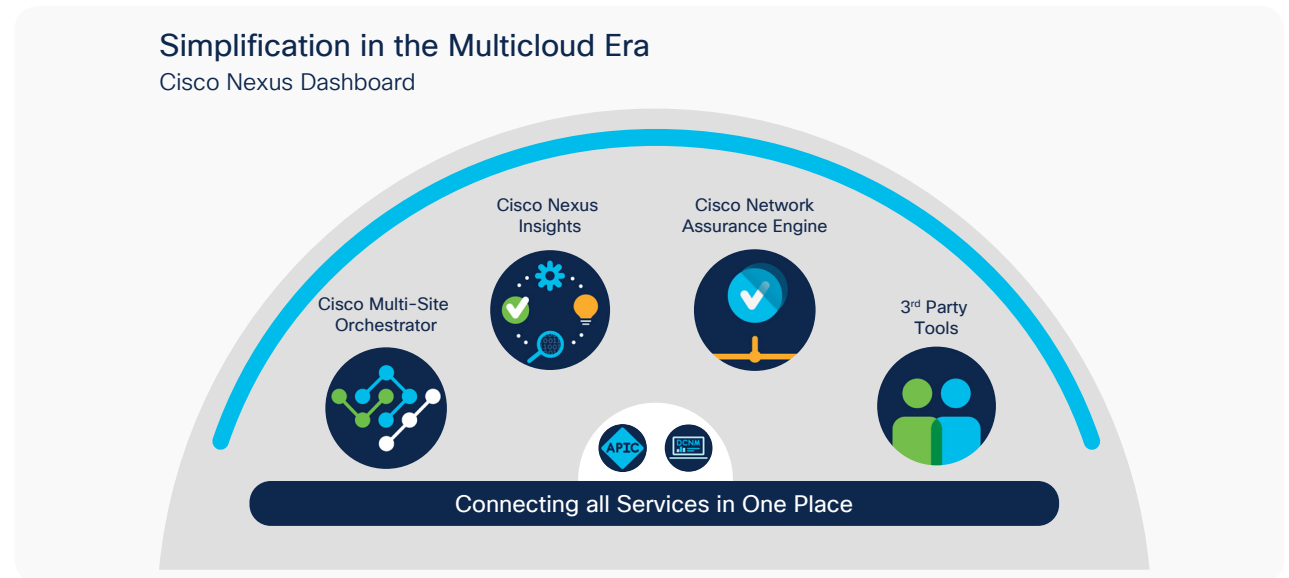 Simplification in the Multicloud Era
Cisco Nexus Dashboard
Cisco Nexus
Insights
Cisco Network
Assurance Engine
Cisco Multi-Site
Orchestrator
3rd Party
Tools
APIC
DCNM
Connecting all Services in One Place